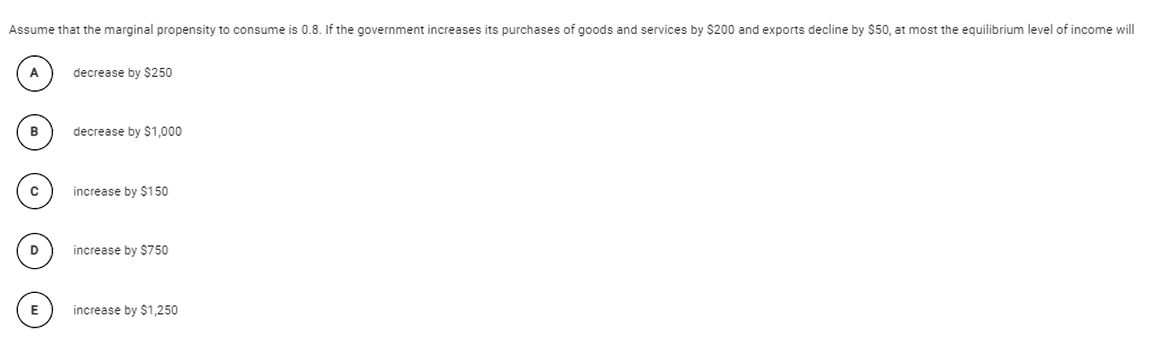 Assume that the marginal propensity to consume is 0.8. If the government increases its purchases of goods and services by $200 and exports decline by $50, at most the equilibrium level of income will
A decrease by $250
B decrease by $1,000
C increase by $150
D increase by $750
E increase by $1,250